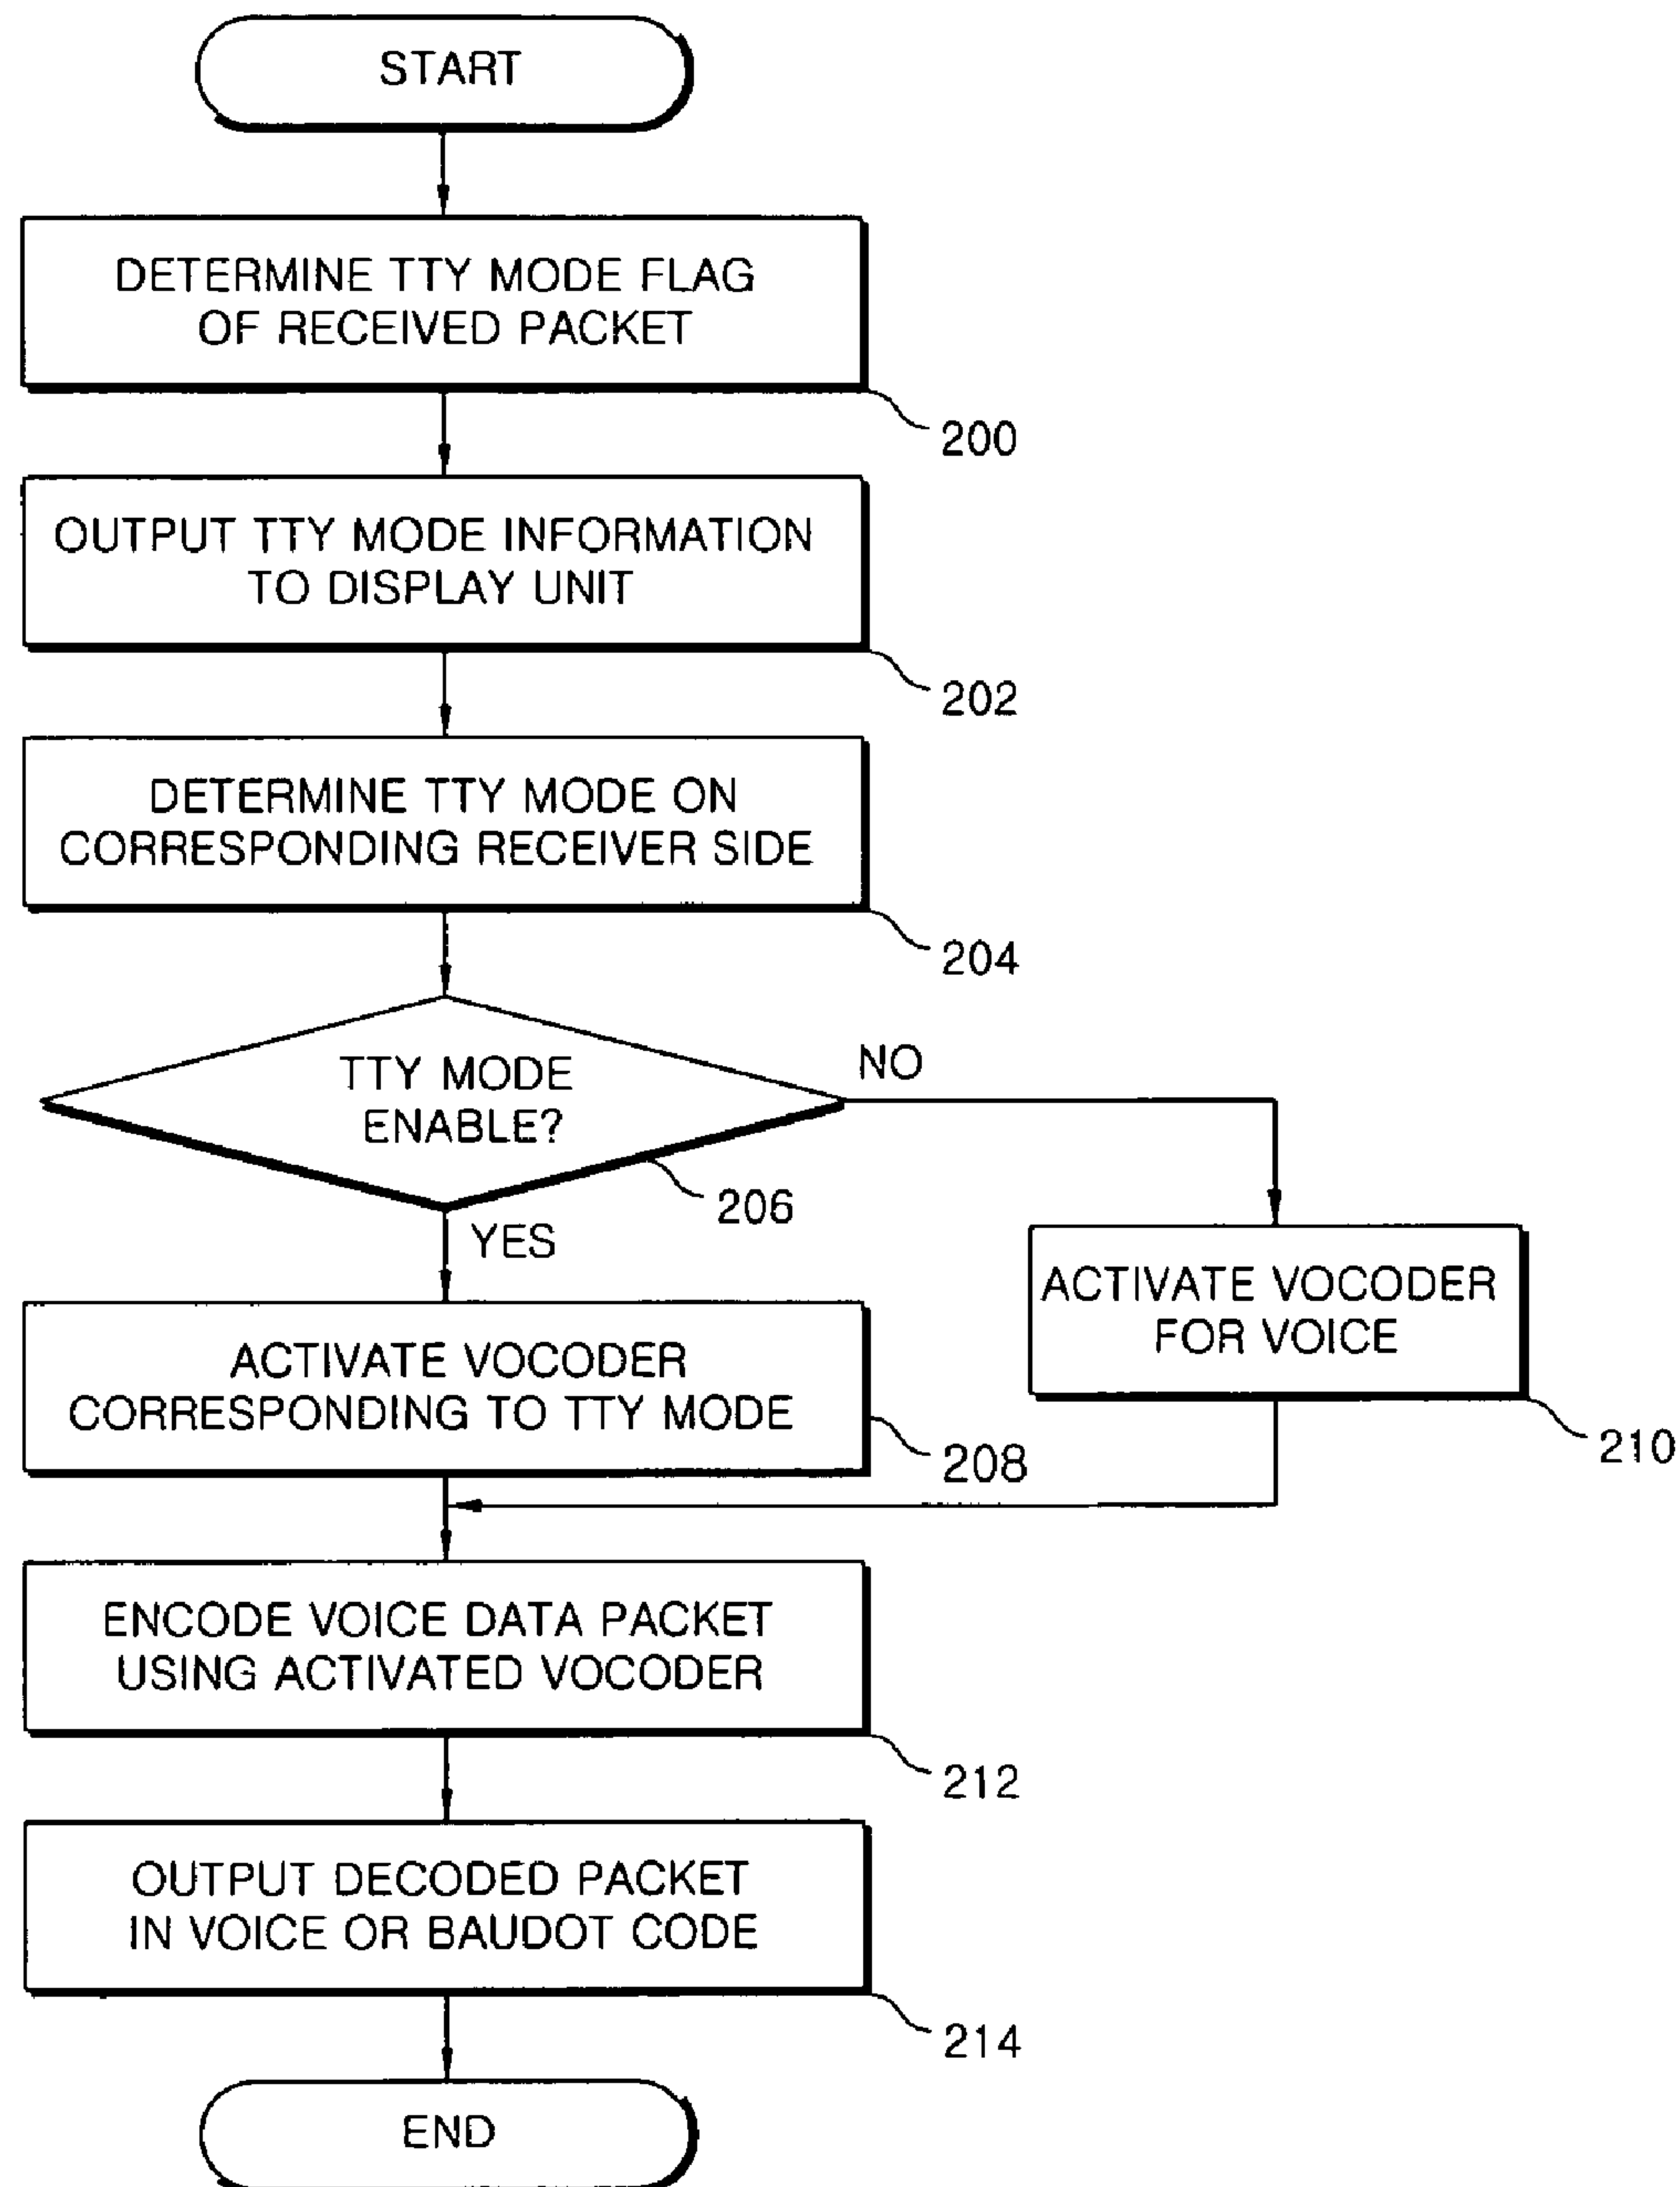 START
DETERMINE TTY MODE FLAG
OF RECEIVED PACKET
200
OUTPUT TTY MODE INFORMATION
TO DISPLAY UNIT
202
DETERMINE TTY MODE ON
CORRESPONDING RECEIVER SIDE
204
TTY MODE
ENABLE?
NO
206
YES
ACTIVATE VOCODER
FOR VOICE
210
ACTIVATE VOCODER
CORRESPONDING TO TTY MODE
208
ENCODE VOICE DATA PACKET
USING ACTIVATED VOCODER
212
OUTPUT DECODED PACKET
IN VOICE OR BAUDOT CODE
214
END